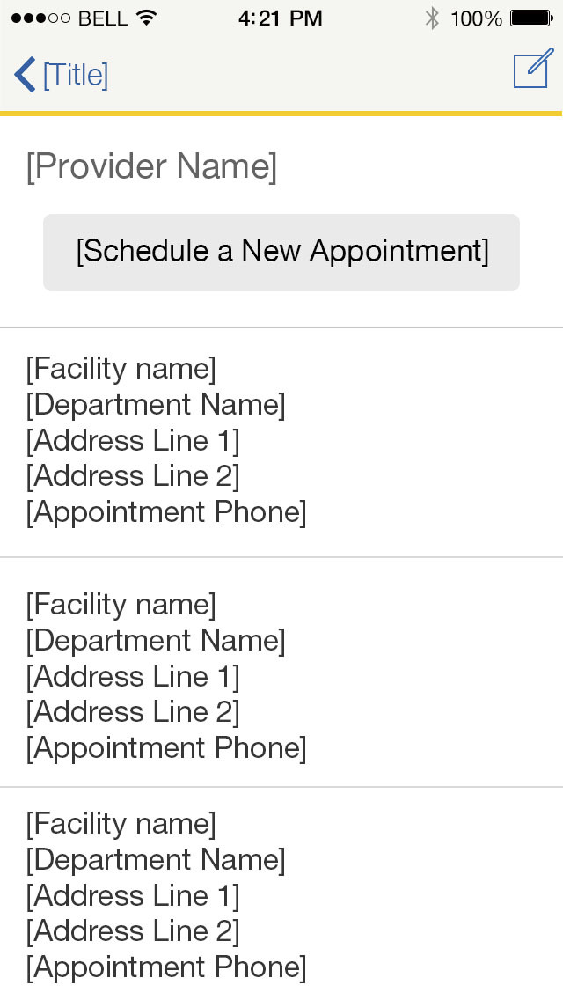 BELL 4:21 PM 100%
[Title]
[Provider Name]
[Schedule a New Appointment]
[Facility name]
[Department Name]
[Address Line 1]
[Address Line 2]
[Appointment Phone]
[Facility name]
[Department Name]
[Address Line 1]
[Address Line 2]
[Appointment Phone]
[Facility name]
[Department Name]
[Address Line 1]
[Address Line 2]
[Appointment Phone]